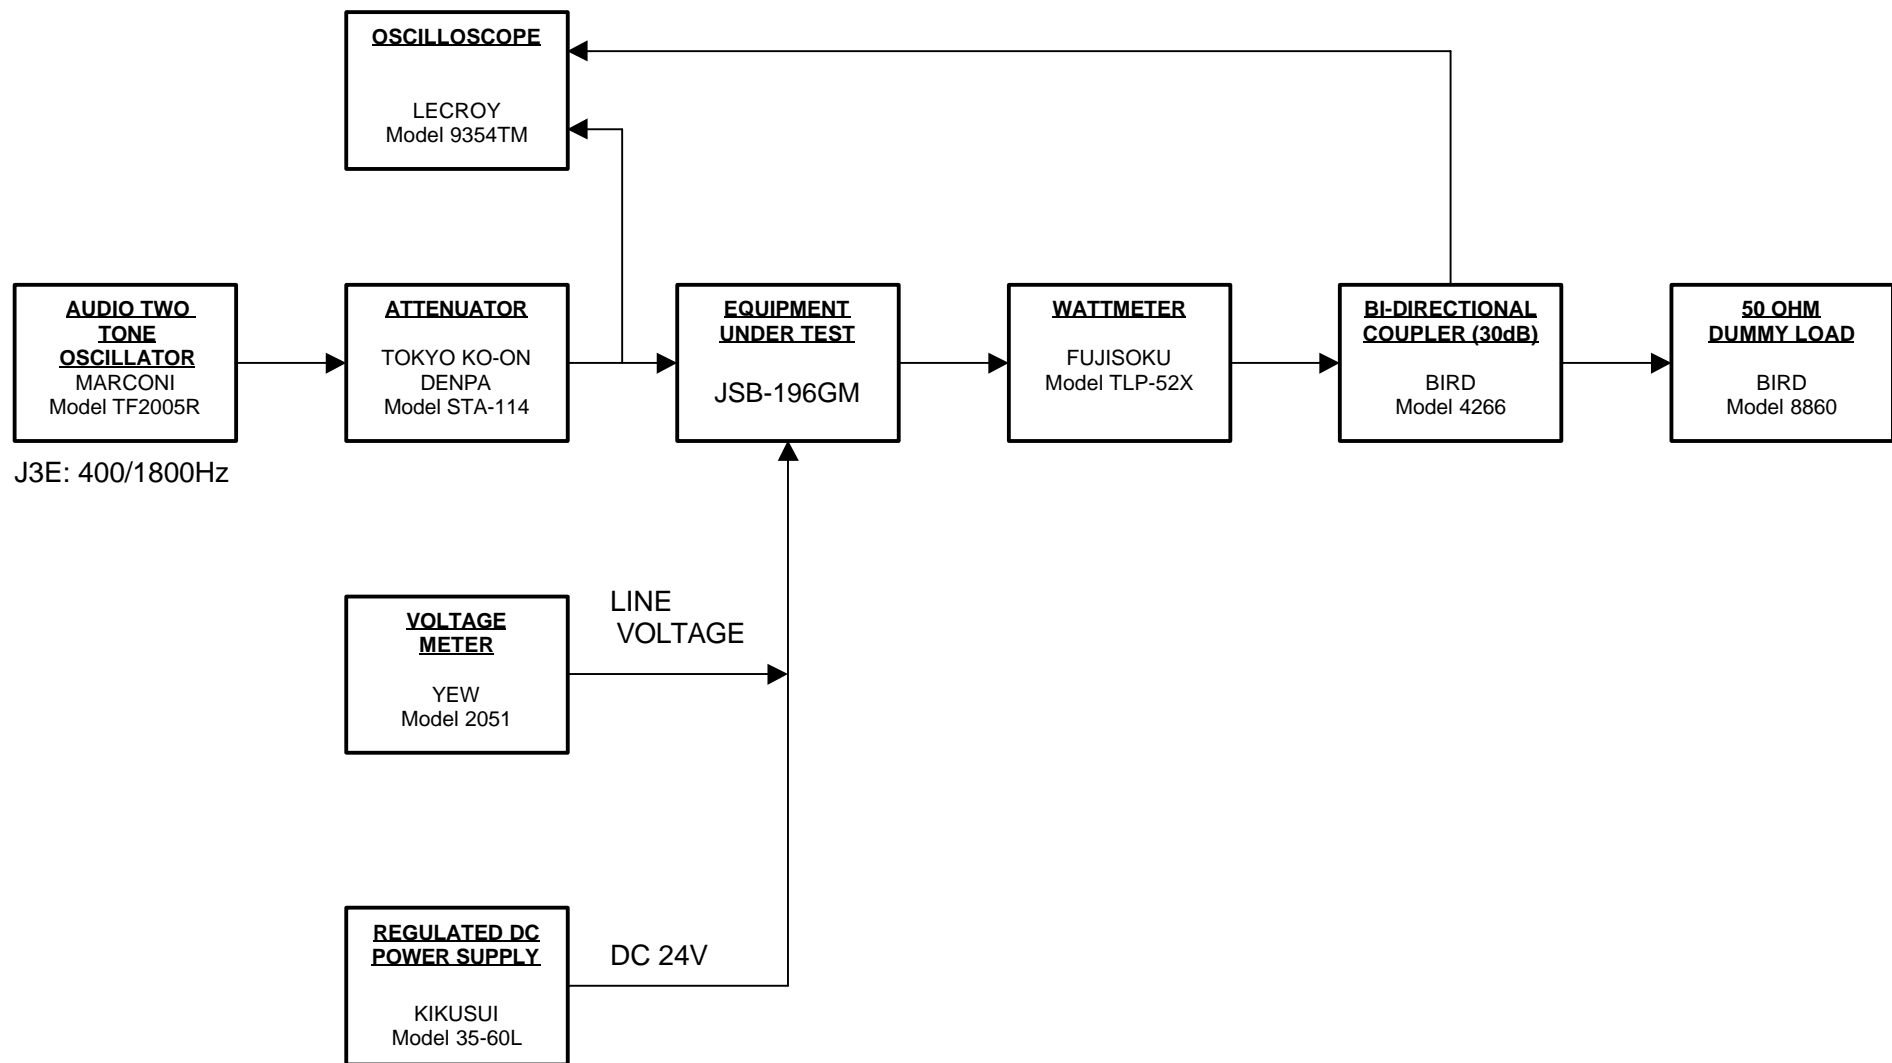 OSCILLOSCOPE
LECROY
Model 9354TM
AUDIO TWO
TONE
OSCILLATOR
MARCONI
Model TF2005R
J3E: 400/1800Hz
ATTENUATOR
TOKYO KO-ON
DENPA
Model STA-114
EQUIPMENT
UNDER TEST
JSB-196GM
WATTMETER
FUJISOKU
Model TLP-52X
BI-DIRECTIONAL
COUPLER (30dB)
BIRD
Model 4266
50 OHM
DUMMY LOAD
BIRD
Model 8860
VOLTAGE
METER
YEW
Model 2051
LINE
VOLTAGE
REGULATED DC
POWER SUPPLY
KIKUSUI
Model 35-60L
DC 24V